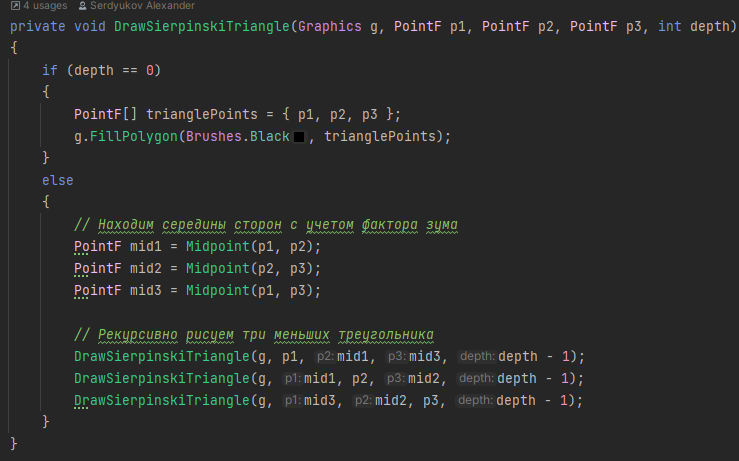 4 usages Serdyukov Alexander
private void DrawSierpinskiTriangle(Graphics g, PointF p1, PointF p2, PointF p3, int depth)
{
    if (depth == 0)
    {
        PointF[] trianglePoints = { p1, p2, p3 };
        g.FillPolygon(Brushes.Black, trianglePoints);
    }
    else
    {
        // Находим середины сторон с учетом фактора зума
        PointF mid1 = Midpoint(p1, p2);
        PointF mid2 = Midpoint(p2, p3);
        PointF mid3 = Midpoint(p1, p3);

        // Рекурсивно рисуем три меньших треугольника
        DrawSierpinskiTriangle(g, p1, p2: mid1, p3: mid3, depth: depth - 1);
        DrawSierpinskiTriangle(g, p1: mid1, p2, p3: mid2, depth: depth - 1);
        DrawSierpinskiTriangle(g, p1: mid3, p2: mid2, p3, depth: depth - 1);
    }
}